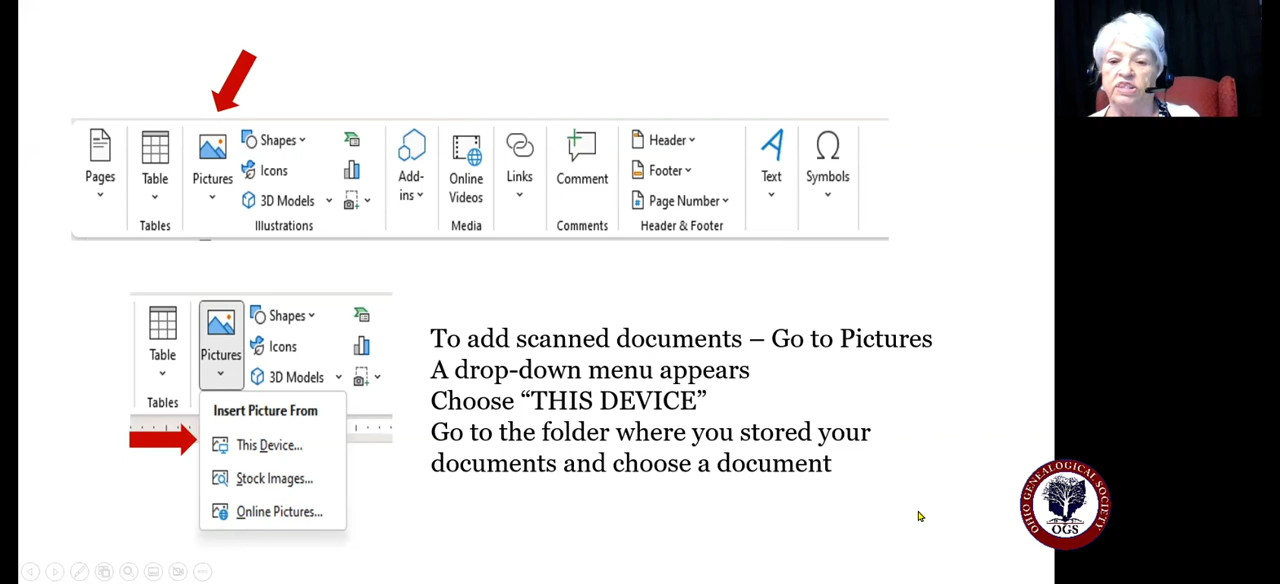 Pages
Table
Pictures
Shapes
Icons
3D Models
Add-
ins
Online
Videos
Links
Comment
Header
Footer
Page Number
Text
Symbols
Tables
Illustrations
Media
Comments
Header & Footer
Table
Pictures
Shapes
Icons
3D Models
Tables
Insert Picture From
This Device...
Stock Images...
Online Pictures...
To add scanned documents – Go to Pictures
A drop-down menu appears
Choose “THIS DEVICE”
Go to the folder where you stored your
documents and choose a document
OHIO GENEALOGICAL SOCIETY
OGS